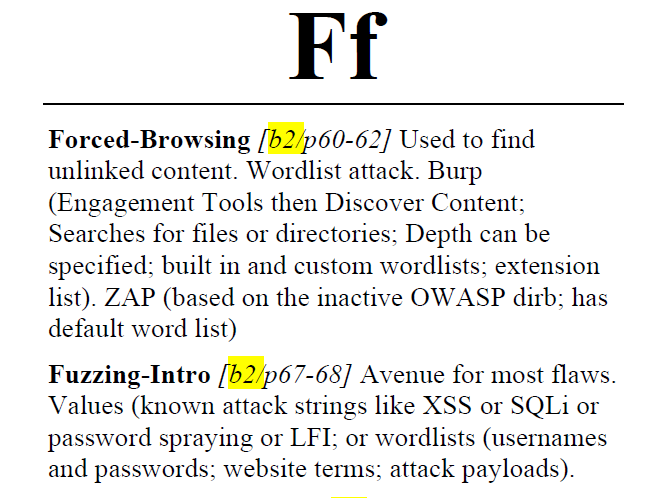 Ff
Forced-Browsing [b2/p60-62] Used to find
unlinked content. Wordlist attack. Burp
(Engagement Tools then Discover Content;
Searches for files or directories; Depth can be
specified; built in and custom wordlists; extension
list). ZAP (based on the inactive OWASP dirb; has
default word list)
Fuzzing-Intro [b2/p67-68] Avenue for most flaws.
Values (known attack strings like XSS or SQLi or
password spraying or LFI; or wordlists (usernames
and passwords; website terms; attack payloads).